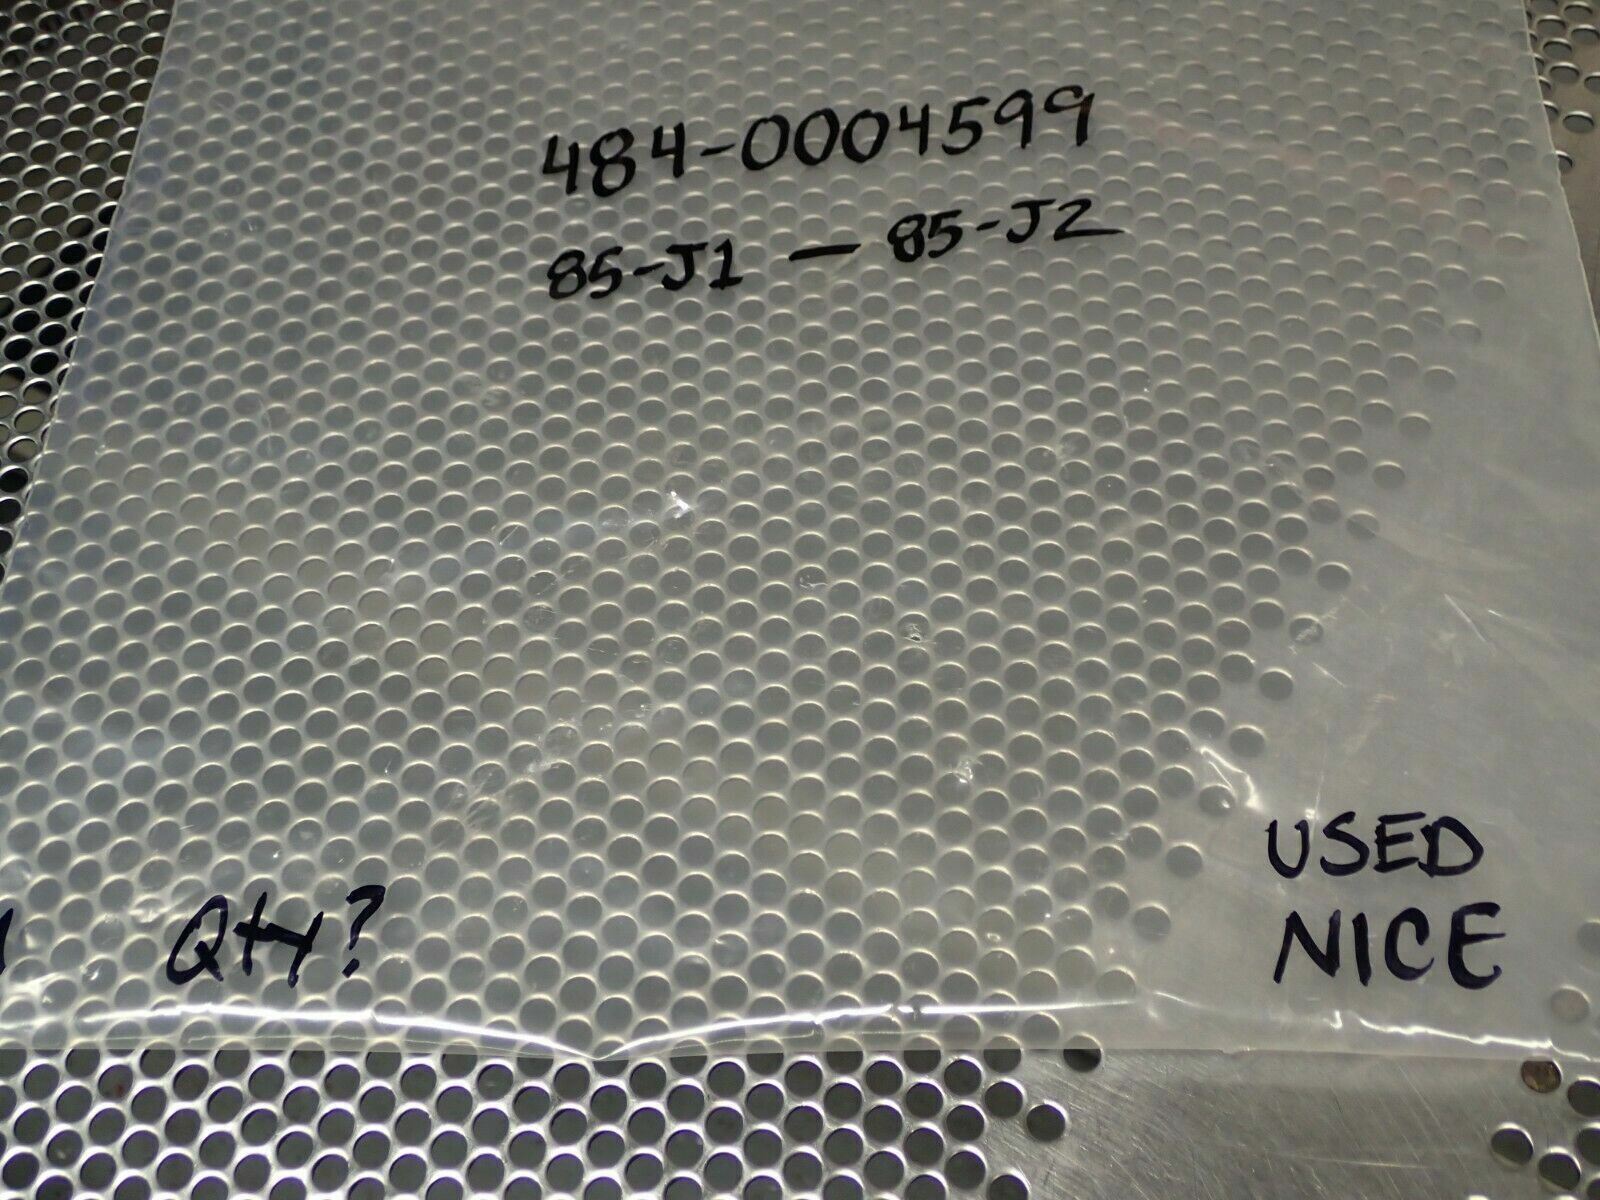 484-0004599
85-J1 — 85-J2
USED
Qty?
NICE